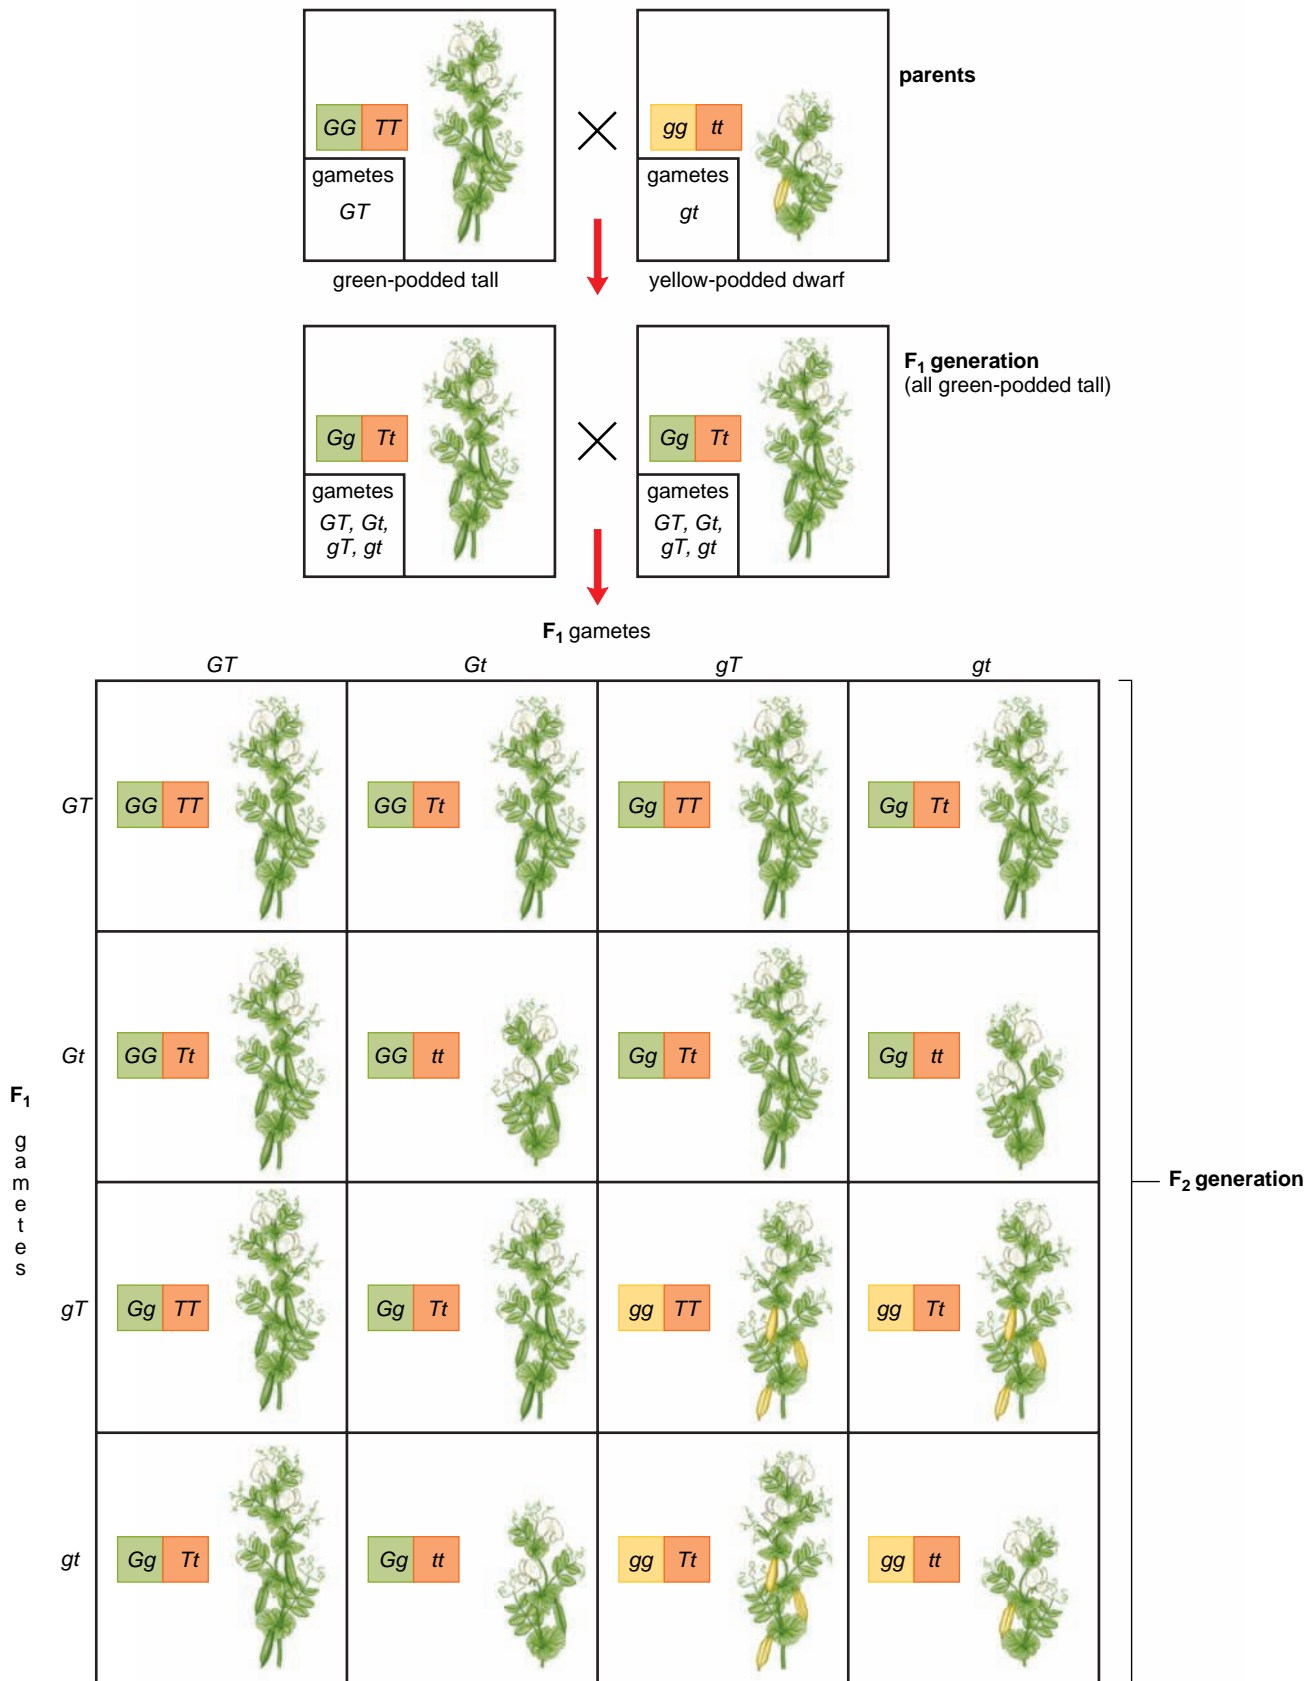 parents
GG TT
gametes
GT
green-podded tall
gg tt
gametes
gt
yellow-podded dwarf
F1 generation
(all green-podded tall)
Gg Tt
gametes
GT, Gt,
gT, gt
Gg Tt
gametes
GT, Gt,
gT, gt
F1 gametes
GT Gt gT gt
GT GG TT GG Tt Gg TT Gg Tt
Gt GG Tt GG tt Gg Tt Gg tt
F1
gametes
F2 generation
gT Gg TT Gg Tt gg TT gg Tt
gt Gg Tt Gg tt gg Tt gg tt